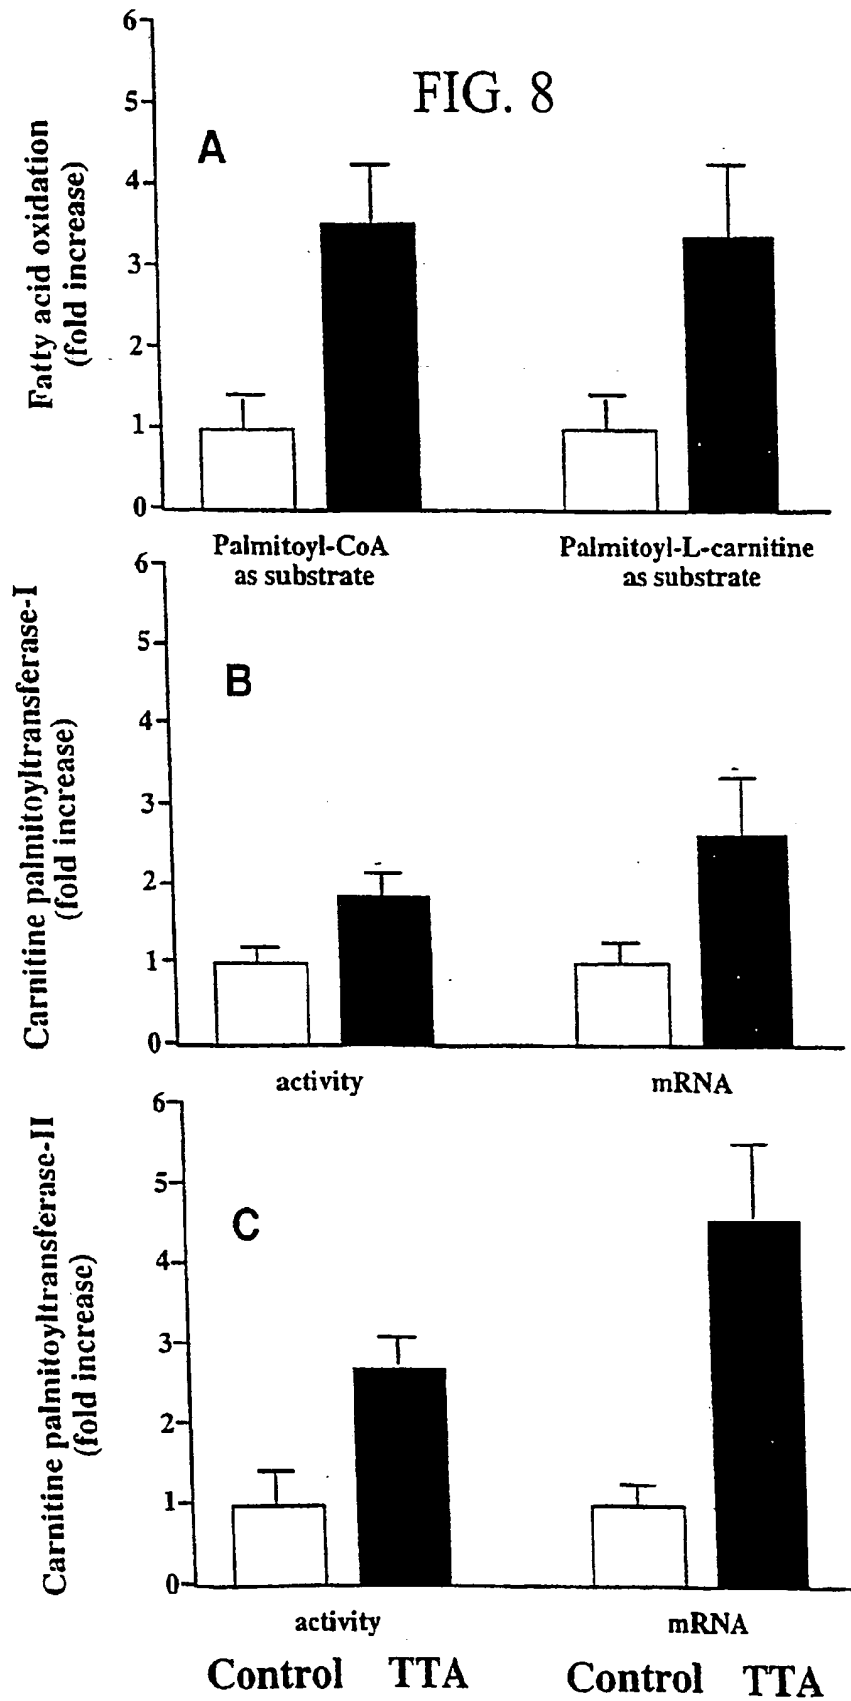 FIG. 8
A
Fatty acid oxidation
(fold increase)
6
5
4
3
2
1
0
Palmitoyl-CoA
as substrate
Palmitoyl-L-carnitine
as substrate
B
Carnitine palmitoyltransferase-I
(fold increase)
6
5
4
3
2
1
0
activity
mRNA
C
Carnitine palmitoyltransferase-II
(fold increase)
6
5
4
3
2
1
0
activity
mRNA
Control TTA
Control TTA